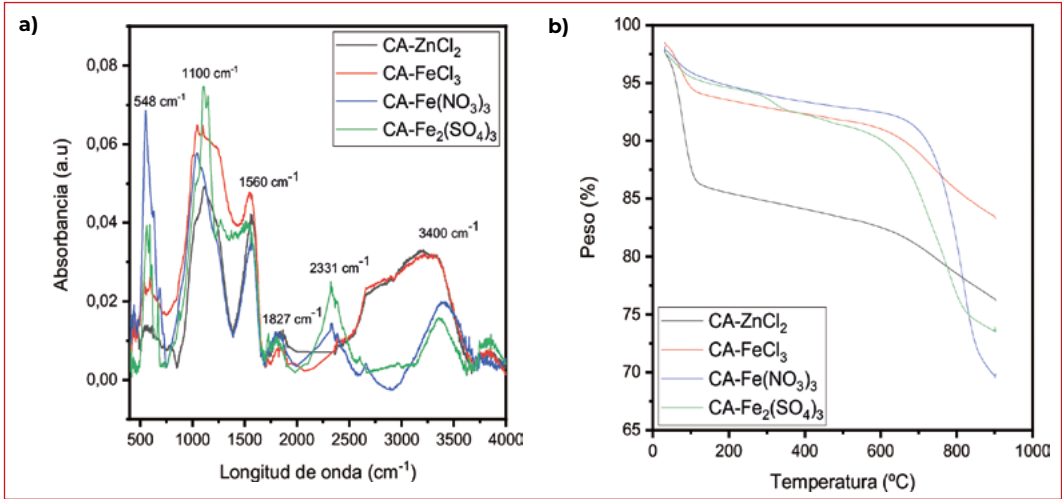 a)
CA-ZnCl₂
CA-FeCl₃
CA-Fe(NO₃)₃
CA-Fe₂(SO₄)₃
548 cm⁻¹
1100 cm⁻¹
1560 cm⁻¹
1827 cm⁻¹
2331 cm⁻¹
3400 cm⁻¹
0,08
0,06
0,04
0,02
0,00
Absorbancia (a.u)
500 1000 1500 2000 2500 3000 3500 4000
Longitud de onda (cm⁻¹)
b)
100
95
90
85
80
75
70
65
Peso (%)
CA-ZnCl₂
CA-FeCl₃
CA-Fe(NO₃)₃
CA-Fe₂(SO₄)₃
0 200 400 600 800 1000
Temperatura (ºC)